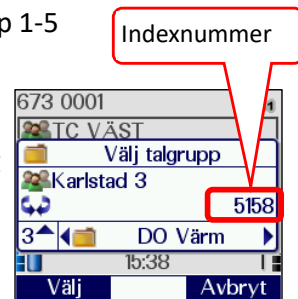 p 1-5
Indexnummer
673 0001
1
TC VÄST
Välj talgrupp
Karlstad 3
5158
3 DO Värm
15:38
Välj Avbryt